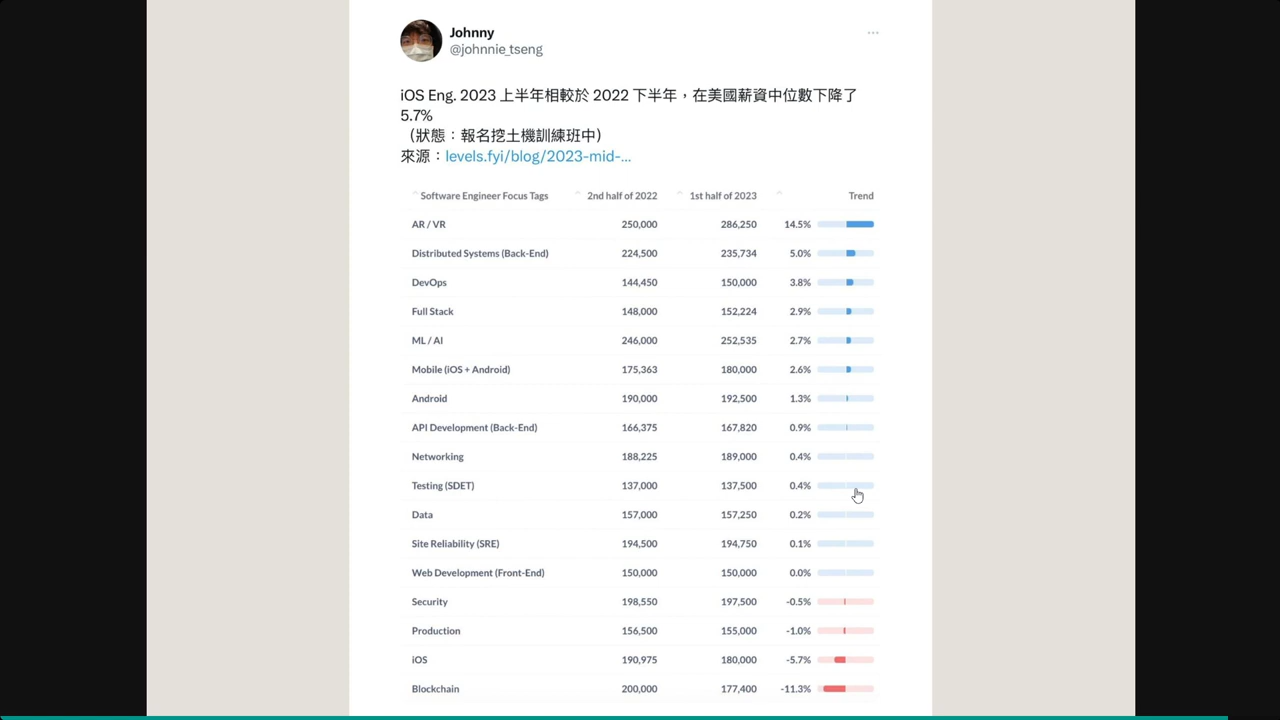 Johnny
@johnnie_tseng
iOS Eng. 2023 上半年相較於 2022 下半年，在美國薪資中位數下降了
5.7%
（狀態：報名挖土機訓練班中）
來源：levels.fyi/blog/2023-mid-...
Software Engineer Focus Tags 2nd half of 2022 1st half of 2023 Trend
AR / VR 250,000 286,250 14.5%
Distributed Systems (Back-End) 224,500 235,734 5.0%
DevOps 144,450 150,000 3.8%
Full Stack 148,000 152,224 2.9%
ML / AI 246,000 252,535 2.7%
Mobile (iOS + Android) 175,363 180,000 2.6%
Android 190,000 192,500 1.3%
API Development (Back-End) 166,375 167,820 0.9%
Networking 188,225 189,000 0.4%
Testing (SDET) 137,000 137,500 0.4%
Data 157,000 157,250 0.2%
Site Reliability (SRE) 194,500 194,750 0.1%
Web Development (Front-End) 150,000 150,000 0.0%
Security 198,550 197,500 -0.5%
Production 156,500 155,000 -1.0%
iOS 190,975 180,000 -5.7%
Blockchain 200,000 177,400 -11.3%